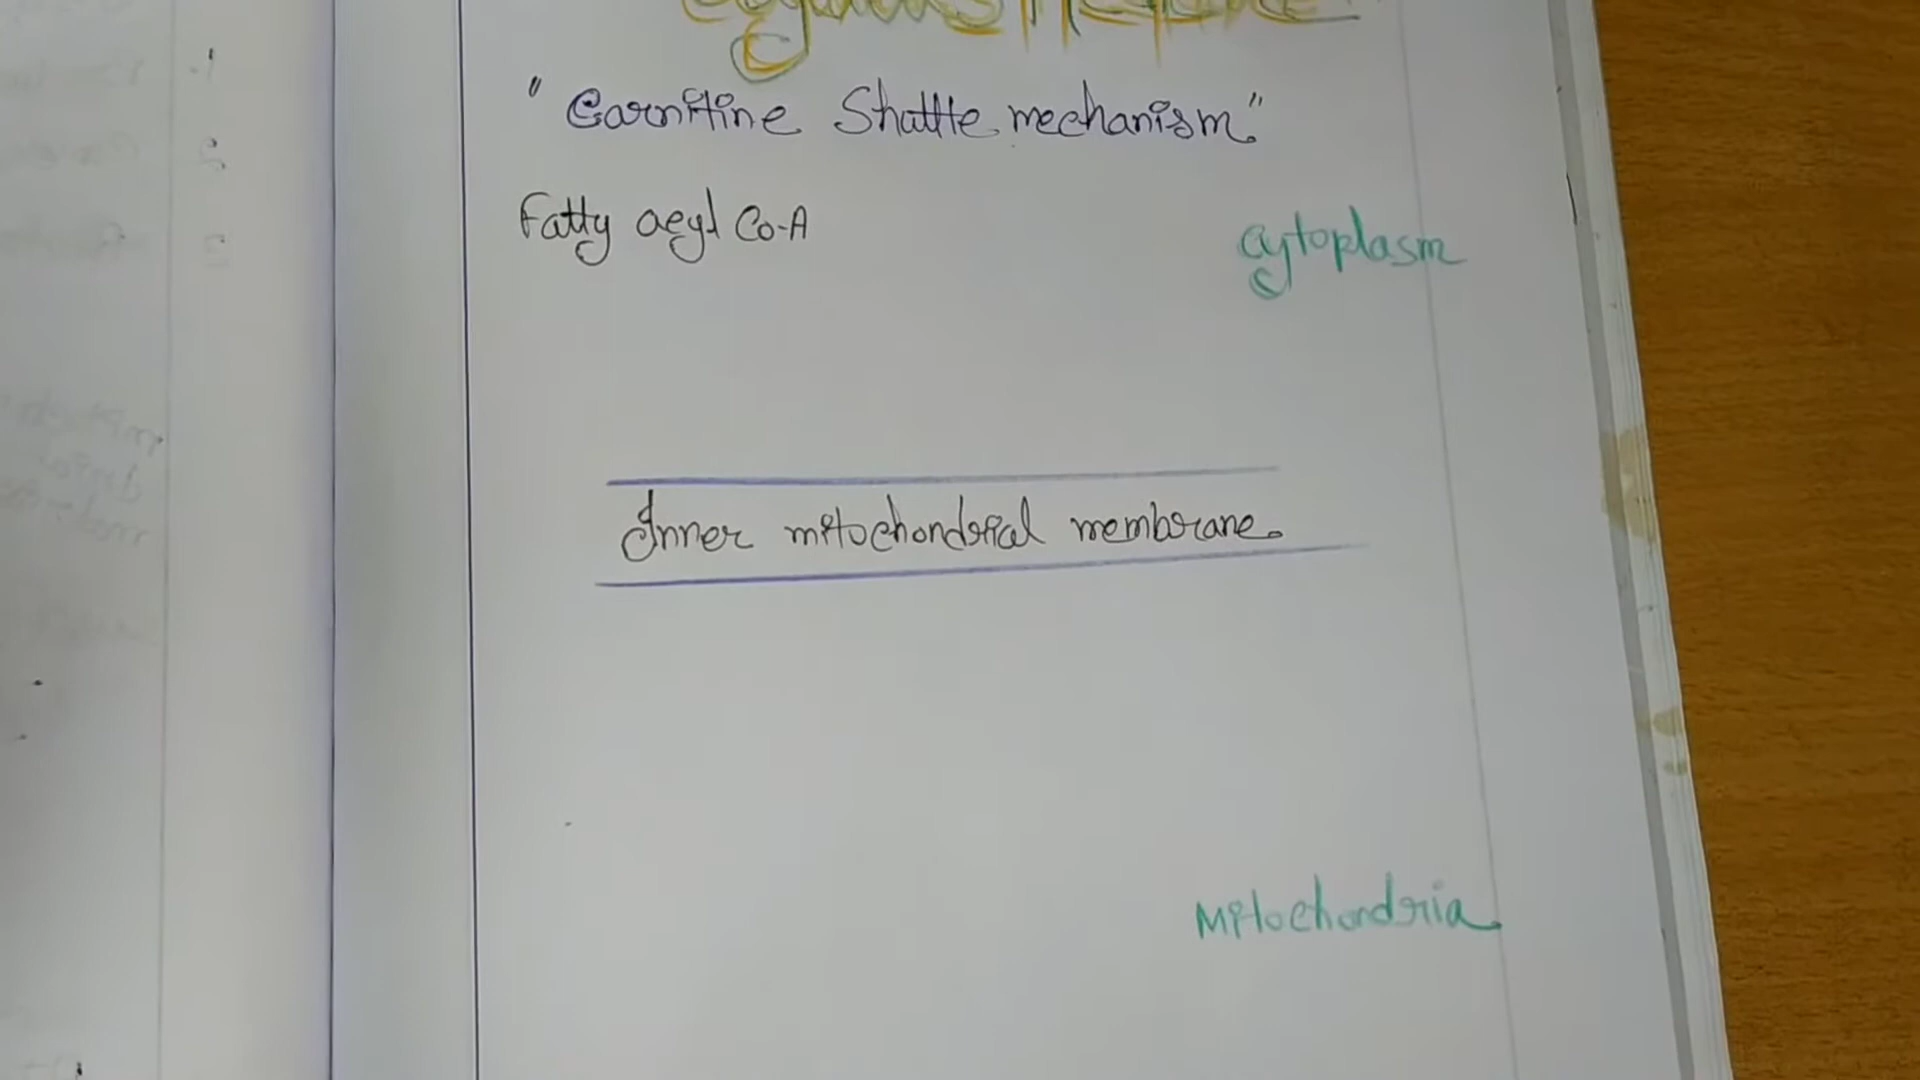 "Carnitine Shuttle mechanism"
Fatty acyl Co-A
cytoplasm
Inner mitochondrial membrane.
Mitochondria